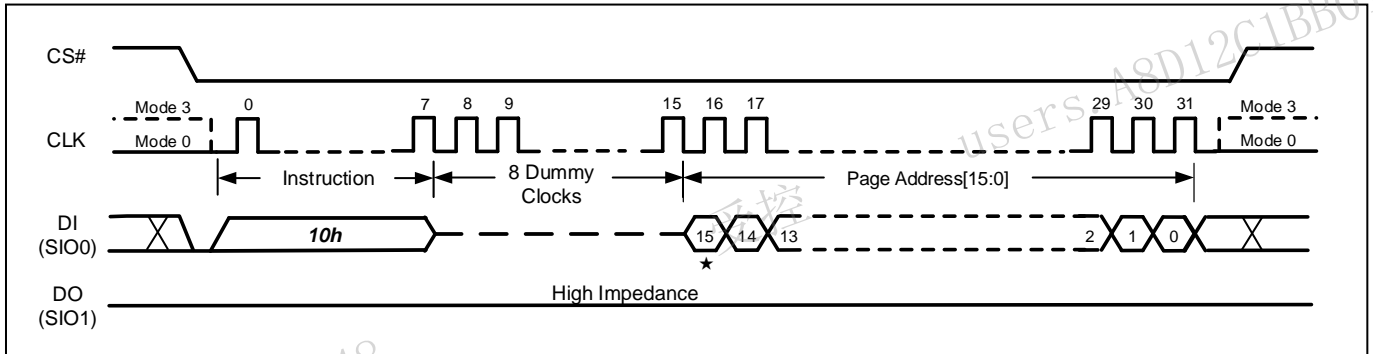 CS#
Mode 3 0 7 8 9 15 16 17 29 30 31 Mode 3
CLK Mode 0 Mode 0
Instruction 8 Dummy Clocks Page Address[15:0]
DI (SIO0) 10h 15 14 13 2 1 0
★
DO (SIO1) High Impedance
users A8D12C1BB0
受控